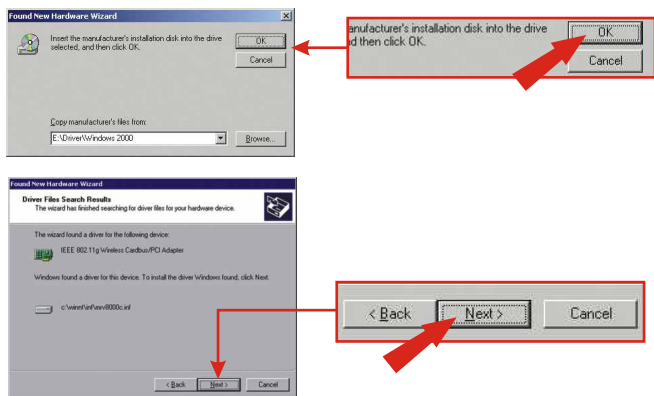 Found New Hardware Wizard
Insert the manufacturer's installation disk into the drive
selected, and then click OK.
OK
Cancel
Copy manufacturer's files from:
E:\Driver\Windows 2000
Browse...
anufacturer's installation disk into the drive
d then click OK.
OK
Cancel
Found New Hardware Wizard
Driver Files Search Results
The wizard has finished searching for driver files for your hardware device.
The wizard found a driver for the following device:
IEEE 802.11g Wireless Cardbus/PCI Adapter
Windows found a driver for this device. To install the driver Windows found, click Next.
c:\winnt\inf\mrv8000c.inf
< Back
Next >
Cancel
< Back
Next >
Cancel